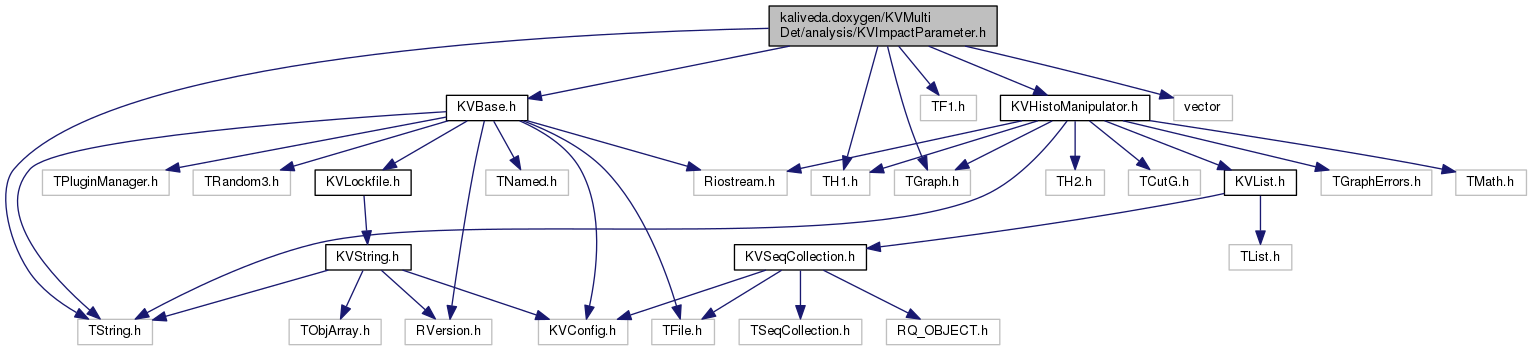 kaliveda.doxygen/KVMulti
Det/analysis/KVImpactParameter.h
KVBase.h
TF1.h
KVHistoManipulator.h
vector
TPluginManager.h
TRandom3.h
KVLockfile.h
TNamed.h
Riostream.h
TH1.h
TGraph.h
TH2.h
TCutG.h
KVList.h
TGraphErrors.h
TMath.h
KVString.h
KVSeqCollection.h
TList.h
TString.h
TObjArray.h
RVersion.h
KVConfig.h
TFile.h
TSeqCollection.h
RQ_OBJECT.h